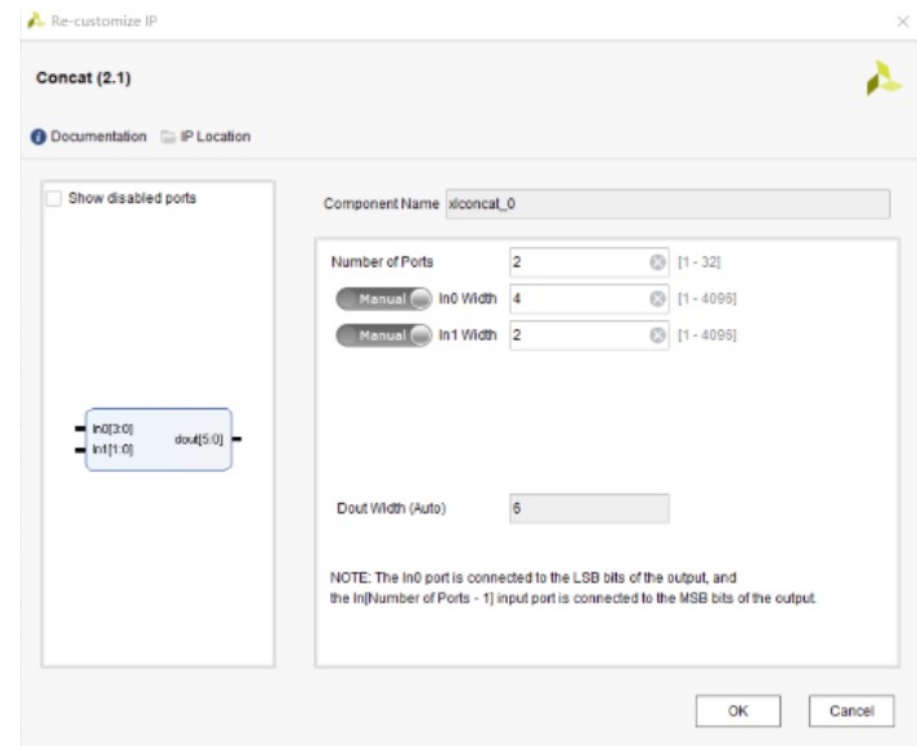 Re-customize IP
Concat (2.1)
Documentation IP Location
Show disabled ports
Component Name xlconcat_0
Number of Ports 2 [1 - 32]
Manual In0 Width 4 [1 - 4096]
Manual In1 Width 2 [1 - 4096]
In0[3:0]
In1[1:0]
dout[5:0]
Dout Width (Auto) 6
NOTE: The In0 port is connected to the LSB bits of the output, and
the In[Number of Ports - 1] input port is connected to the MSB bits of the output.
OK Cancel